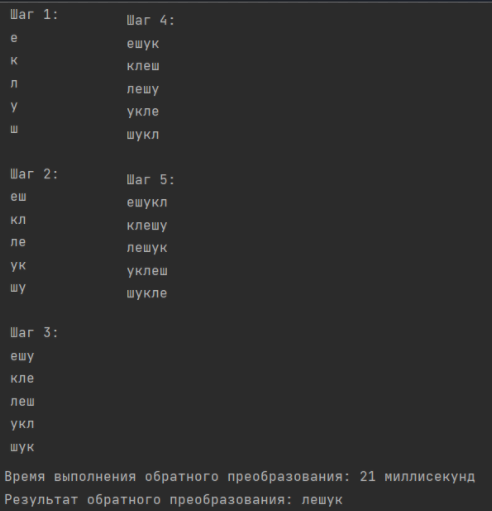 Шаг 1:
е
к
л
у
ш
Шаг 2:
еш
кл
ле
ук
шу
Шаг 3:
ешу
кле
леш
укл
шук
Шаг 4:
ешук
клеш
лешу
укле
шукл
Шаг 5:
ешукл
клешу
лешук
уклеш
шукле
Время выполнения обратного преобразования: 21 миллисекунд
Результат обратного преобразования: лешук